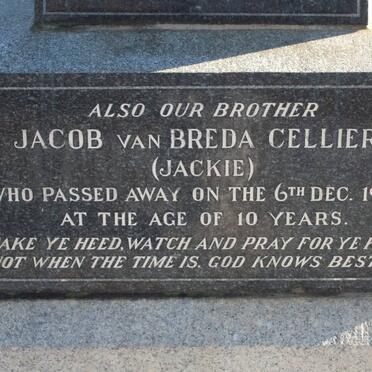 ALSO OUR BROTHER
JACOB VAN BREDA CELLIER
(JACKIE)
WHO PASSED AWAY ON THE 6TH DEC. 19
AT THE AGE OF 10 YEARS.
TAKE YE HEED, WATCH AND PRAY FOR YE
NOT WHEN THE TIME IS. GOD KNOWS BEST